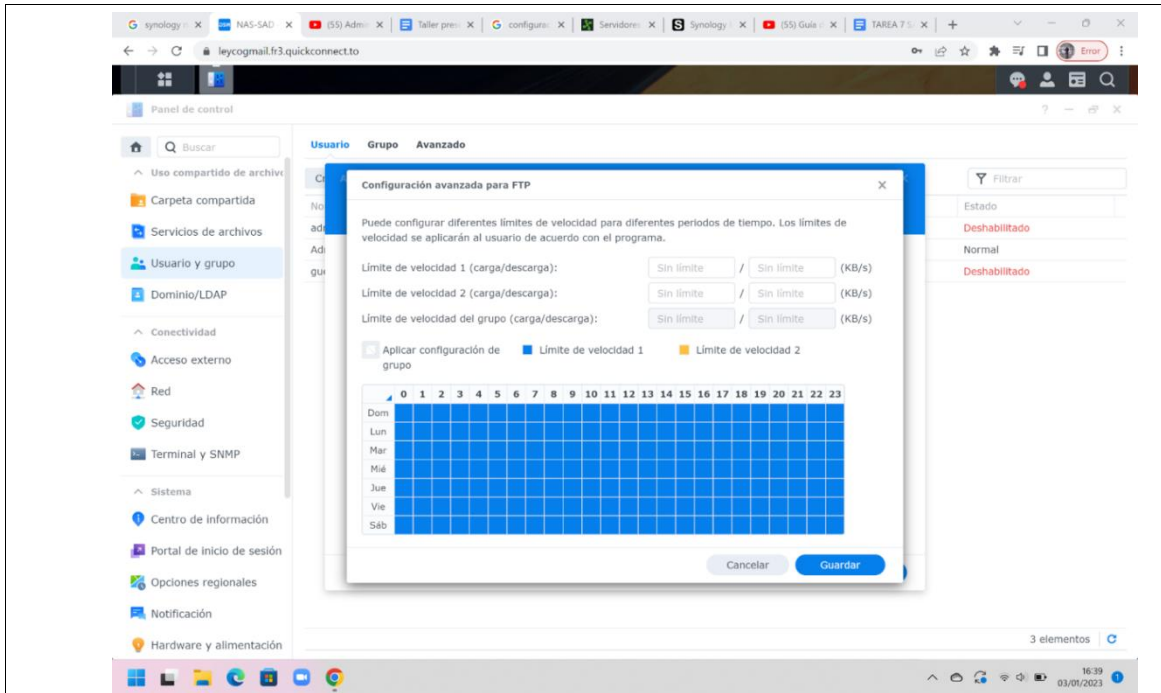 synology n
NAS-SAD
(55) Admi
Taller prev
configurac
Servidores
Synology
(55) Guía
TAREA 7 S
leycogmail.fr3.quickconnect.to
Error
Panel de control
Buscar
Usuario Grupo Avanzado
Uso compartido de archivo
Carpeta compartida
Servicios de archivos
Usuario y grupo
Dominio/LDAP
Conectividad
Acceso externo
Red
Seguridad
Terminal y SNMP
Sistema
Centro de información
Portal de inicio de sesión
Opciones regionales
Notificación
Hardware y alimentación
Filtrar
Estado
Deshabilitado
Normal
Deshabilitado
Configuración avanzada para FTP
Puede configurar diferentes límites de velocidad para diferentes periodos de tiempo. Los límites de
velocidad se aplicarán al usuario de acuerdo con el programa.
Límite de velocidad 1 (carga/descarga): Sin límite / Sin límite (KB/s)
Límite de velocidad 2 (carga/descarga): Sin límite / Sin límite (KB/s)
Límite de velocidad del grupo (carga/descarga): Sin límite / Sin límite (KB/s)
Aplicar configuración de Límite de velocidad 1 Límite de velocidad 2
grupo
0 1 2 3 4 5 6 7 8 9 10 11 12 13 14 15 16 17 18 19 20 21 22 23
Dom
Lun
Mar
Mié
Jue
Vie
Sáb
Cancelar Guardar
3 elementos
16:39
03/01/2023